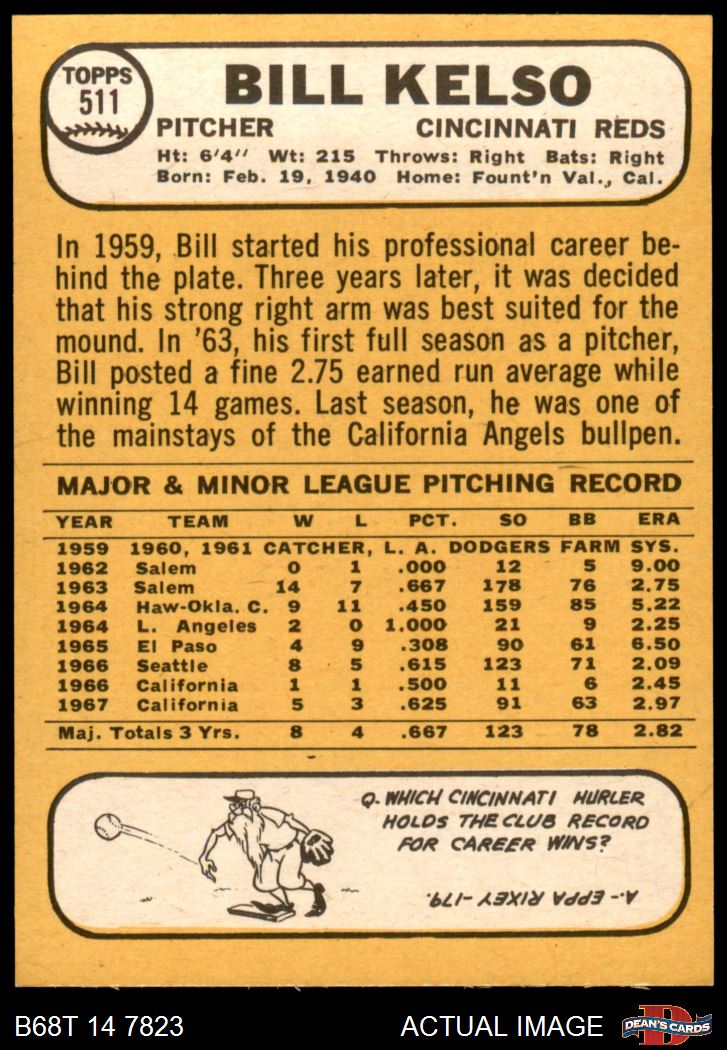 TOPPS
511
BILL KELSO
PITCHER CINCINNATI REDS
Ht: 6'4'' Wt: 215 Throws: Right Bats: Right
Born: Feb. 19, 1940 Home: Fount'n Val., Cal.
In 1959, Bill started his professional career be-
hind the plate. Three years later, it was decided
that his strong right arm was best suited for the
mound. In '63, his first full season as a pitcher,
Bill posted a fine 2.75 earned run average while
winning 14 games. Last season, he was one of
the mainstays of the California Angels bullpen.
MAJOR & MINOR LEAGUE PITCHING RECORD
YEAR TEAM W L PCT. SO BB ERA
1959 1960, 1961 CATCHER, L. A. DODGERS FARM SYS.
1962 Salem 0 1 .000 12 5 9.00
1963 Salem 14 7 .667 178 76 2.75
1964 Haw-Okla. C. 9 11 .450 159 85 5.22
1964 L. Angeles 2 0 1.000 21 9 2.25
1965 El Paso 4 9 .308 90 61 6.50
1966 Seattle 8 5 .615 123 71 2.09
1966 California 1 1 .500 11 6 2.45
1967 California 5 3 .625 91 63 2.97
Maj. Totals 3 Yrs. 8 4 .667 123 78 2.82
Q. WHICH CINCINNATI HURLER
HOLDS THE CLUB RECORD
FOR CAREER WINS?
A.- EPPA RIXEY-179.
B68T 14 7823 ACTUAL IMAGE
D
DEAN'S CARDS